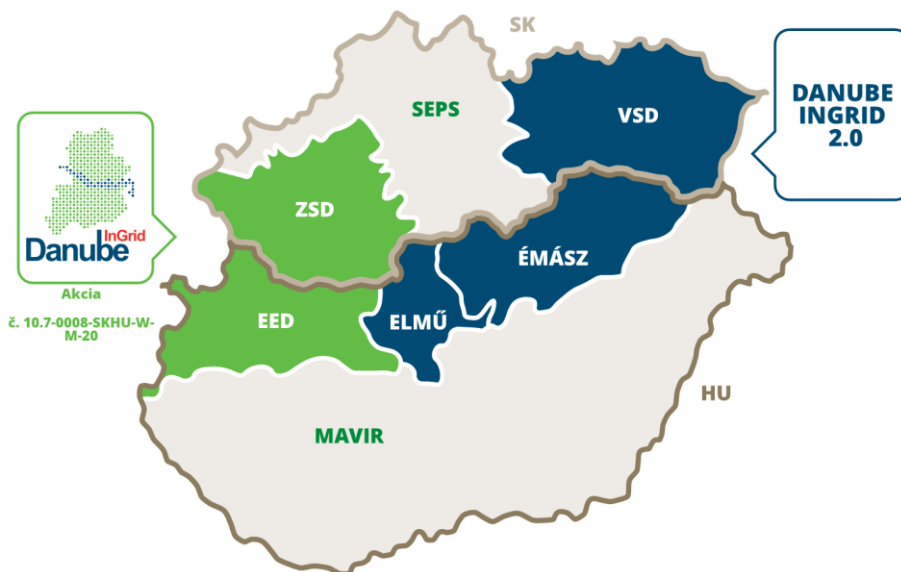 SK
SEPS
VSD
DANUBE
INGRID
2.0
ZSD
InGrid
Danube
Akcia
č. 10.7-0008-SKHU-W-
M-20
ÉMÁSZ
EED
ELMŰ
HU
MAVIR